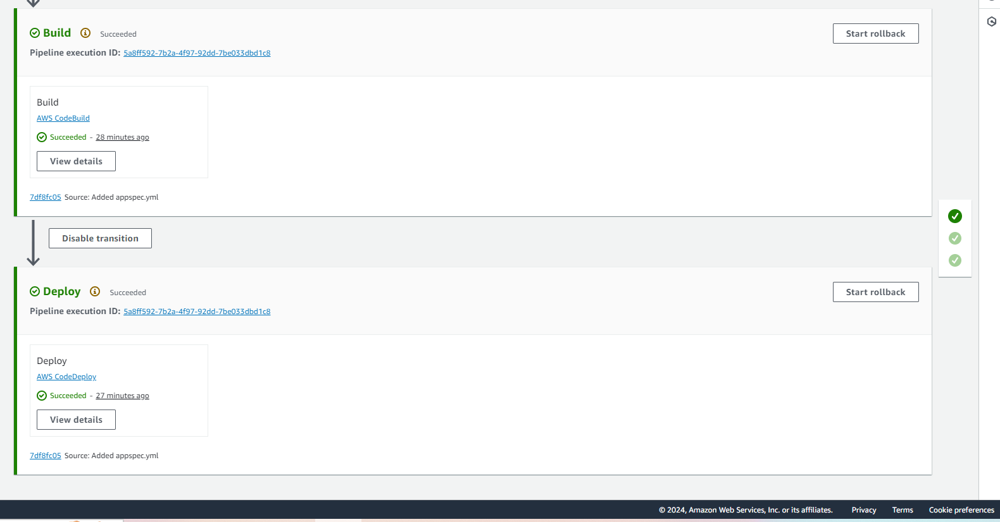 Build Succeeded Start rollback
Pipeline execution ID: 5a8ff592-7b2a-4f97-92dd-7be033dbd1c8
Build
AWS CodeBuild
Succeeded - 28 minutes ago
View details
7df8fc05 Source: Added appspec.yml
Disable transition
Deploy Succeeded Start rollback
Pipeline execution ID: 5a8ff592-7b2a-4f97-92dd-7be033dbd1c8
Deploy
AWS CodeDeploy
Succeeded - 27 minutes ago
View details
7df8fc05 Source: Added appspec.yml
© 2024, Amazon Web Services, Inc. or its affiliates. Privacy Terms Cookie preferences